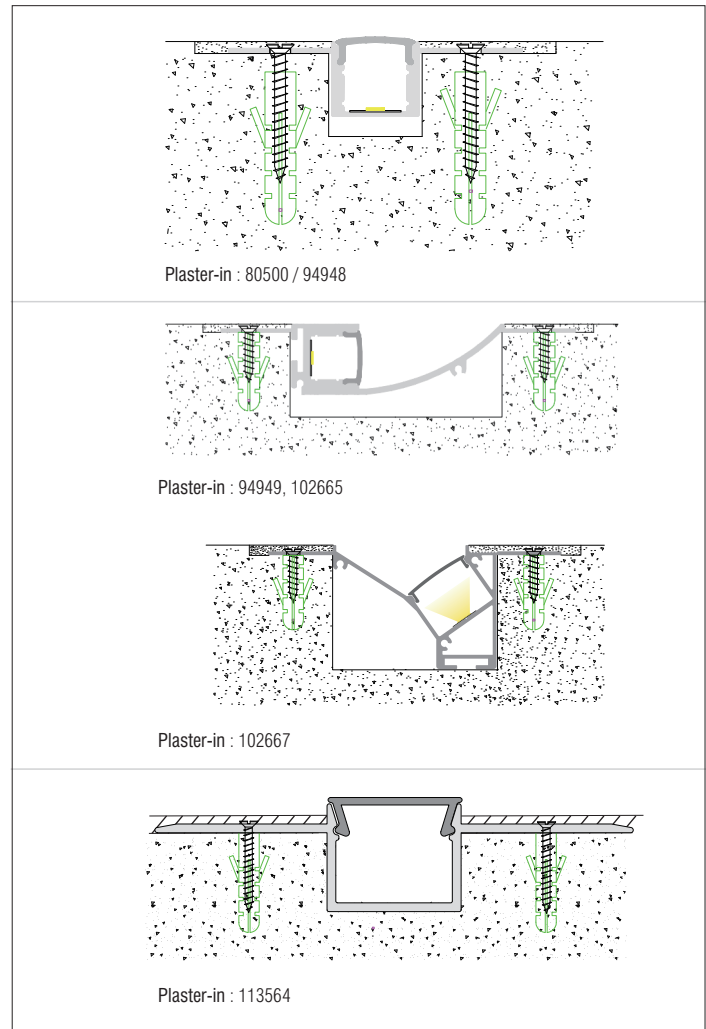 Plaster-in : 80500 / 94948
Plaster-in : 94949, 102665
Plaster-in : 102667
Plaster-in : 113564